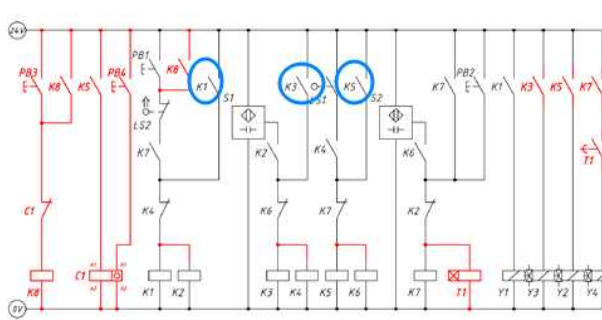 24V
PB3 K8 K5 PB4 PB1 K8 K1 S1 K3 LS1 K5 S2 K7 PB2 K1 K3 K5 K7
LS2
K7 K2 K4 K6 T1
C1 K4 K6 K7 K2
K8 C1 A1 A2 K1 K2 K3 K4 K5 K6 K7 T1 Y1 Y3 Y2 Y4
0V